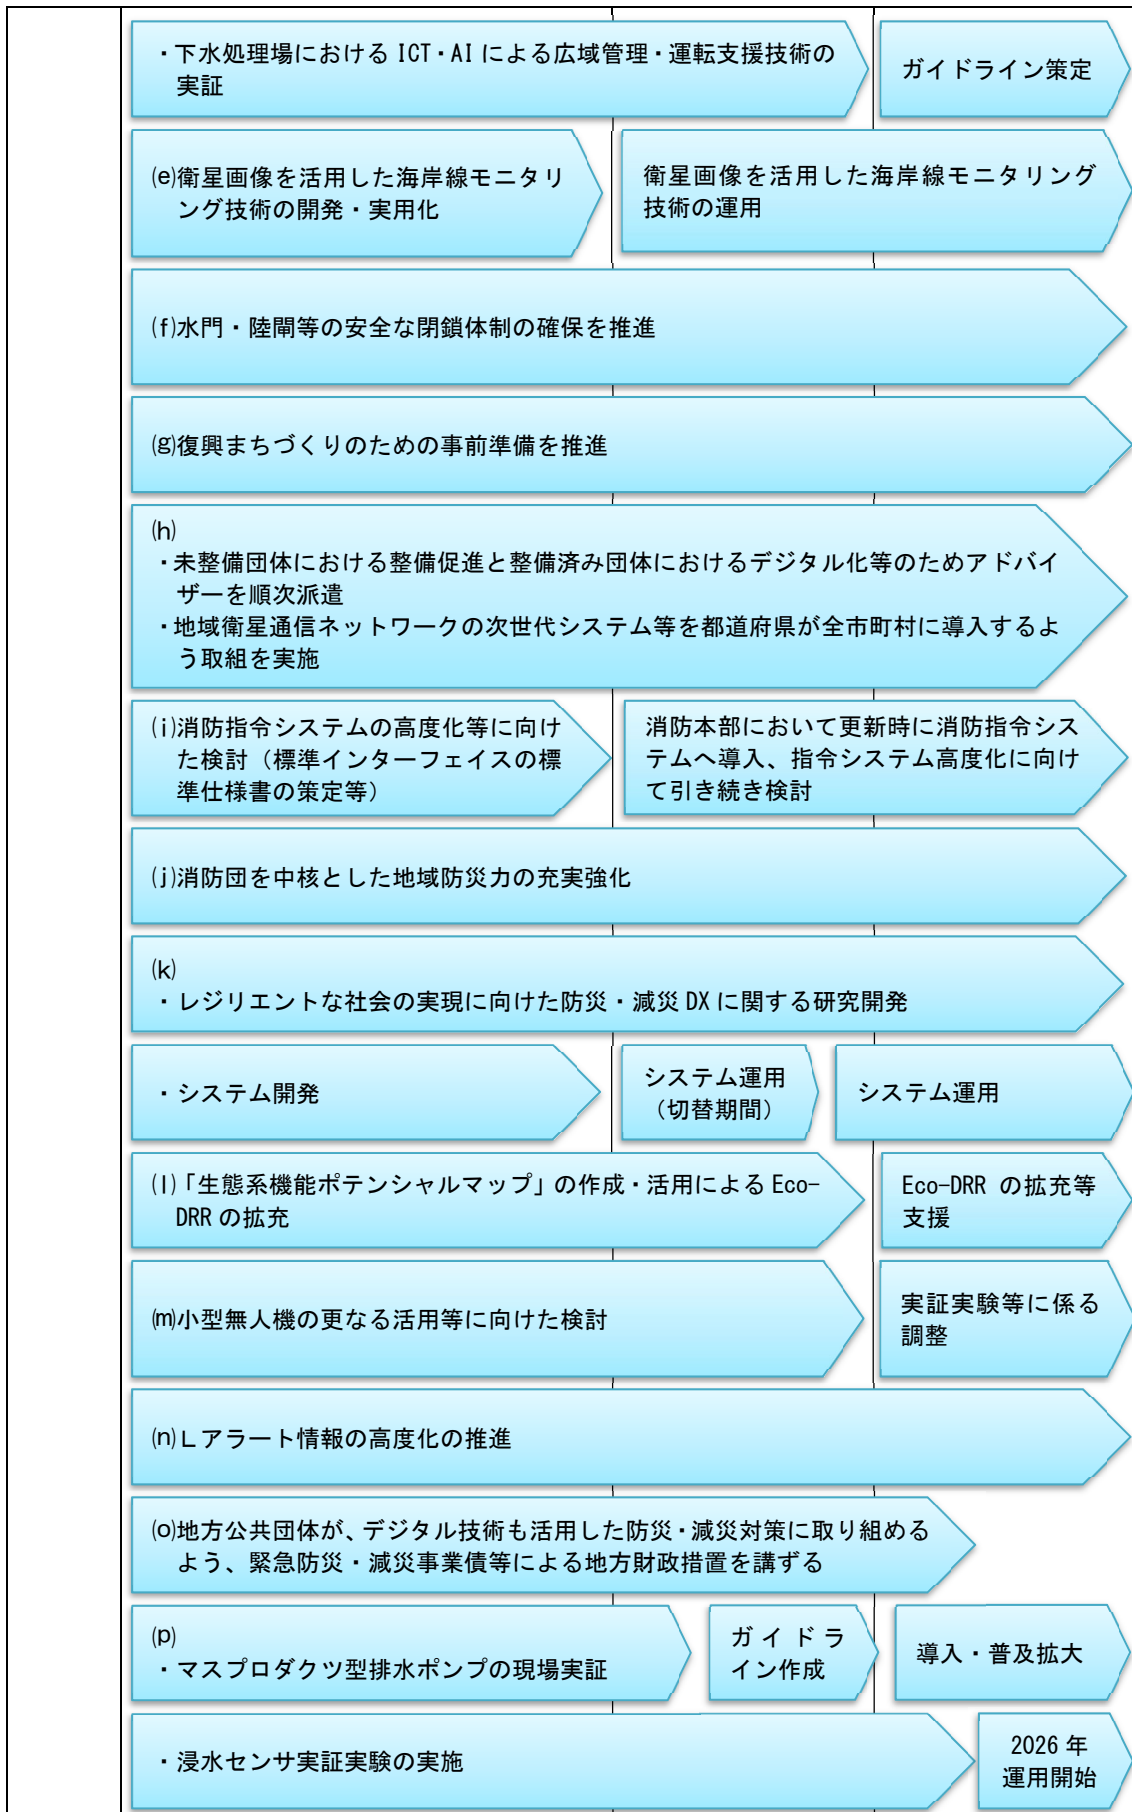 ・下水処理場における ICT・AI による広域管理・運転支援技術の
実証
ガイドライン策定
(e)衛星画像を活用した海岸線モニタリ
ング技術の開発・実用化
衛星画像を活用した海岸線モニタリング
技術の運用
(f)水門・陸閘等の安全な閉鎖体制の確保を推進
(g)復興まちづくりのための事前準備を推進
(h)
・未整備団体における整備促進と整備済み団体におけるデジタル化等のためアドバイ
ザーを順次派遣
・地域衛星通信ネットワークの次世代システム等を都道府県が全市町村に導入するよ
う取組を実施
(i)消防指令システムの高度化等に向け
た検討（標準インターフェイスの標
準仕様書の策定等）
消防本部において更新時に消防指令シス
テムへ導入、指令システム高度化に向け
て引き続き検討
(j)消防団を中核とした地域防災力の充実強化
(k)
・レジリエントな社会の実現に向けた防災・減災 DX に関する研究開発
・システム開発
システム運用
（切替期間）
システム運用
(l)「生態系機能ポテンシャルマップ」の作成・活用による Eco-
DRR の拡充
Eco-DRR の拡充等
支援
(m)小型無人機の更なる活用等に向けた検討
実証実験等に係る
調整
(n)Ｌアラート情報の高度化の推進
(o)地方公共団体が、デジタル技術も活用した防災・減災対策に取り組める
よう、緊急防災・減災事業債等による地方財政措置を講ずる
(p)
・マスプロダクツ型排水ポンプの現場実証
ガイドラ
イン作成
導入・普及拡大
・浸水センサ実証実験の実施
2026 年
運用開始